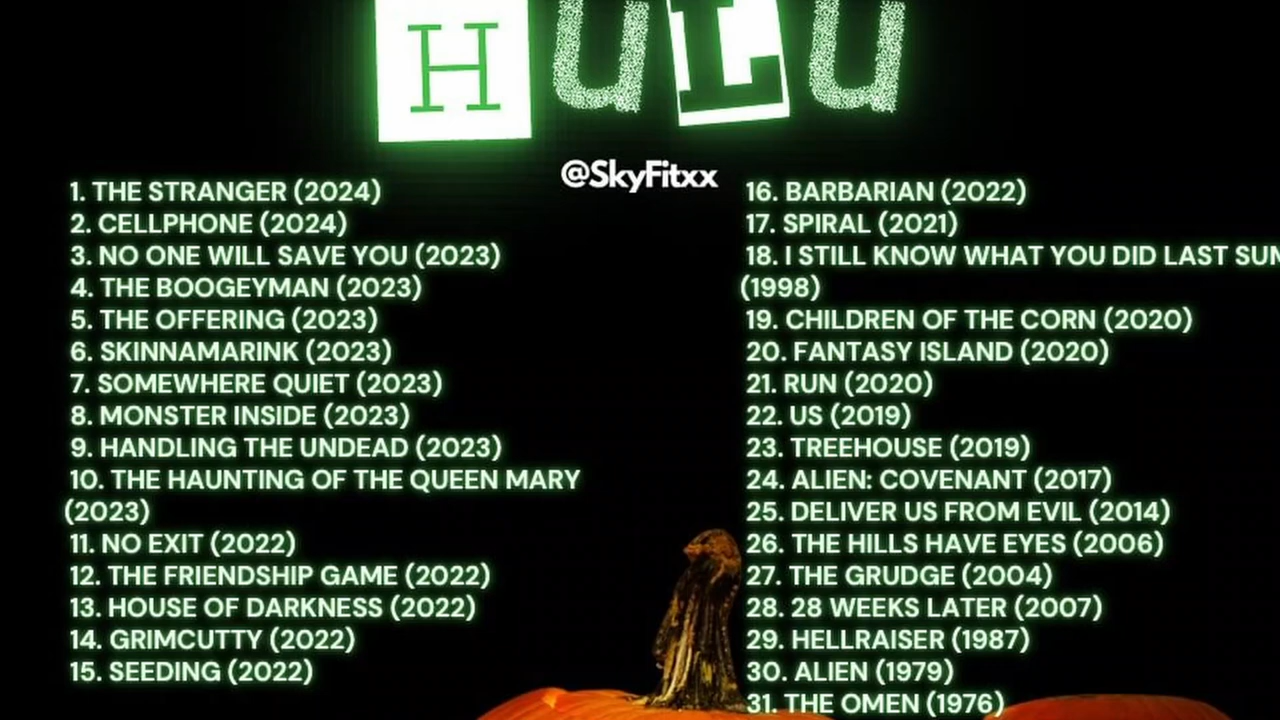 HULU
@SkyFitxx
1. THE STRANGER (2024)
2. CELLPHONE (2024)
3. NO ONE WILL SAVE YOU (2023)
4. THE BOOGEYMAN (2023)
5. THE OFFERING (2023)
6. SKINNAMARINK (2023)
7. SOMEWHERE QUIET (2023)
8. MONSTER INSIDE (2023)
9. HANDLING THE UNDEAD (2023)
10. THE HAUNTING OF THE QUEEN MARY
(2023)
11. NO EXIT (2022)
12. THE FRIENDSHIP GAME (2022)
13. HOUSE OF DARKNESS (2022)
14. GRIMCUTTY (2022)
15. SEEDING (2022)
16. BARBARIAN (2022)
17. SPIRAL (2021)
18. I STILL KNOW WHAT YOU DID LAST
(1998)
19. CHILDREN OF THE CORN (2020)
20. FANTASY ISLAND (2020)
21. RUN (2020)
22. US (2019)
23. TREEHOUSE (2019)
24. ALIEN: COVENANT (2017)
25. DELIVER US FROM EVIL (2014)
26. THE HILLS HAVE EYES (2006)
27. THE GRUDGE (2004)
28. 28 WEEKS LATER (2007)
29. HELLRAISER (1987)
30. ALIEN (1979)
31. THE OMEN (1976)